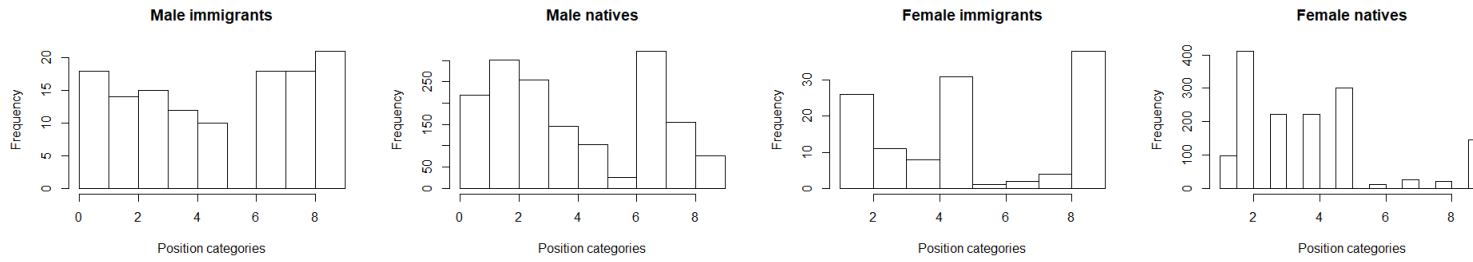 Male immigrants
Frequency
0 5 10 15 20
0 2 4 6 8
Position categories
Male natives
Frequency
0 50 150 250
0 2 4 6 8
Position categories
Female immigrants
Frequency
0 10 20 30
2 4 6 8
Position categories
Female natives
Frequency
0 100 200 300 400
2 4 6 8
Position categories